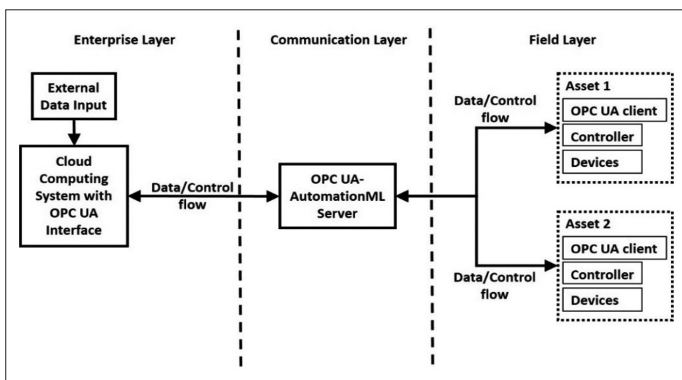 Enterprise Layer
Communication Layer
Field Layer
External
Data Input
Cloud
Computing
System with
OPC UA
Interface
Data/Control
flow
OPC UA-
AutomationML
Server
Data/Control
flow
Asset 1
OPC UA client
Controller
Devices
Data/Control
flow
Asset 2
OPC UA client
Controller
Devices